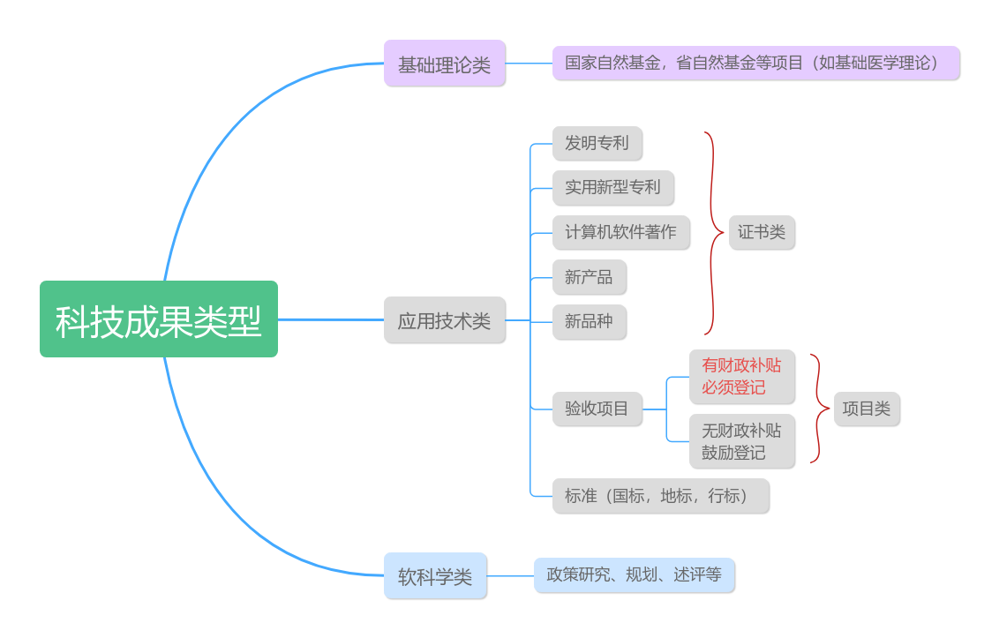 科技成果类型
基础理论类
国家自然基金，省自然基金等项目（如基础医学理论）
应用技术类
发明专利
实用新型专利
计算机软件著作
新产品
新品种
证书类
验收项目
有财政补贴
必须登记
无财政补贴
鼓励登记
项目类
标准（国标，地标，行标）
软科学类
政策研究、规划、述评等